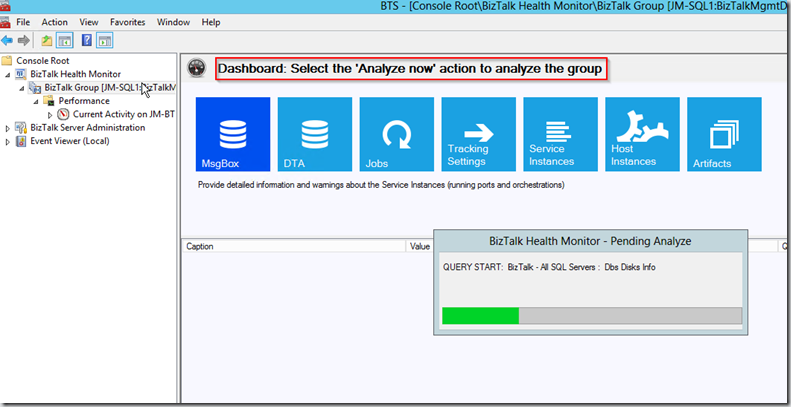 BTS - [Console Root\BizTalk Health Monitor\BizTalk Group [JM-SQL1:BizTalkMgmtD
File Action View Favorites Window Help
Console Root
BizTalk Health Monitor
BizTalk Group [JM-SQL1:BizTalkM
Performance
Current Activity on JM-BT
BizTalk Server Administration
Event Viewer (Local)
Dashboard: Select the 'Analyze now' action to analyze the group
MsgBox
DTA
Jobs
Tracking
Settings
Service
Instances
Host
Instances
Artifacts
Provide detailed information and warnings about the Service Instances (running ports and orchestrations)
Caption Value Q
BizTalk Health Monitor - Pending Analyze
QUERY START: BizTalk - All SQL Servers : Dbs Disks Info